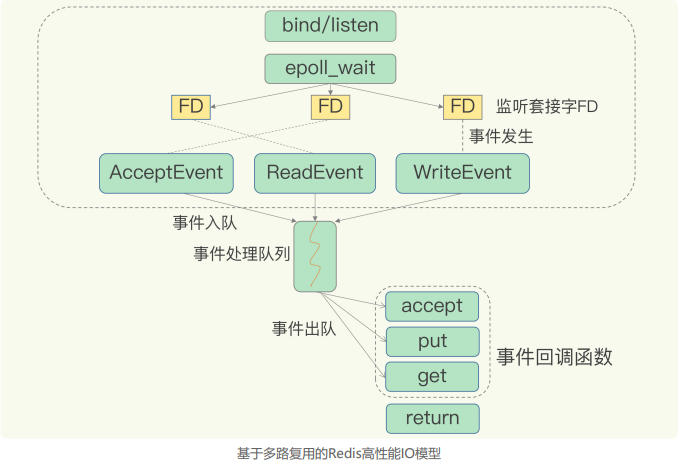 bind/listen
epoll_wait
FD
FD
FD
监听套接字FD
事件发生
AcceptEvent
ReadEvent
WriteEvent
事件入队
事件处理队列
事件出队
accept
put
get
事件回调函数
return
基于多路复用的Redis高性能IO模型